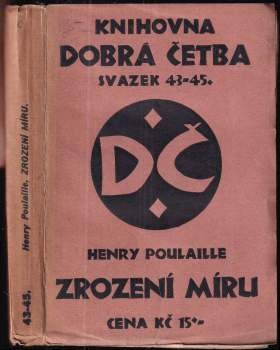 KNIHOVNA
DOBRÁ ČETBA
SVAZEK 43-45.
DČ
HENRY POULAILLE
ZROZENÍ MÍRU
CENA KČ 15·-
Henry Poulaille, ZROZENÍ MÍRU.
43-45.